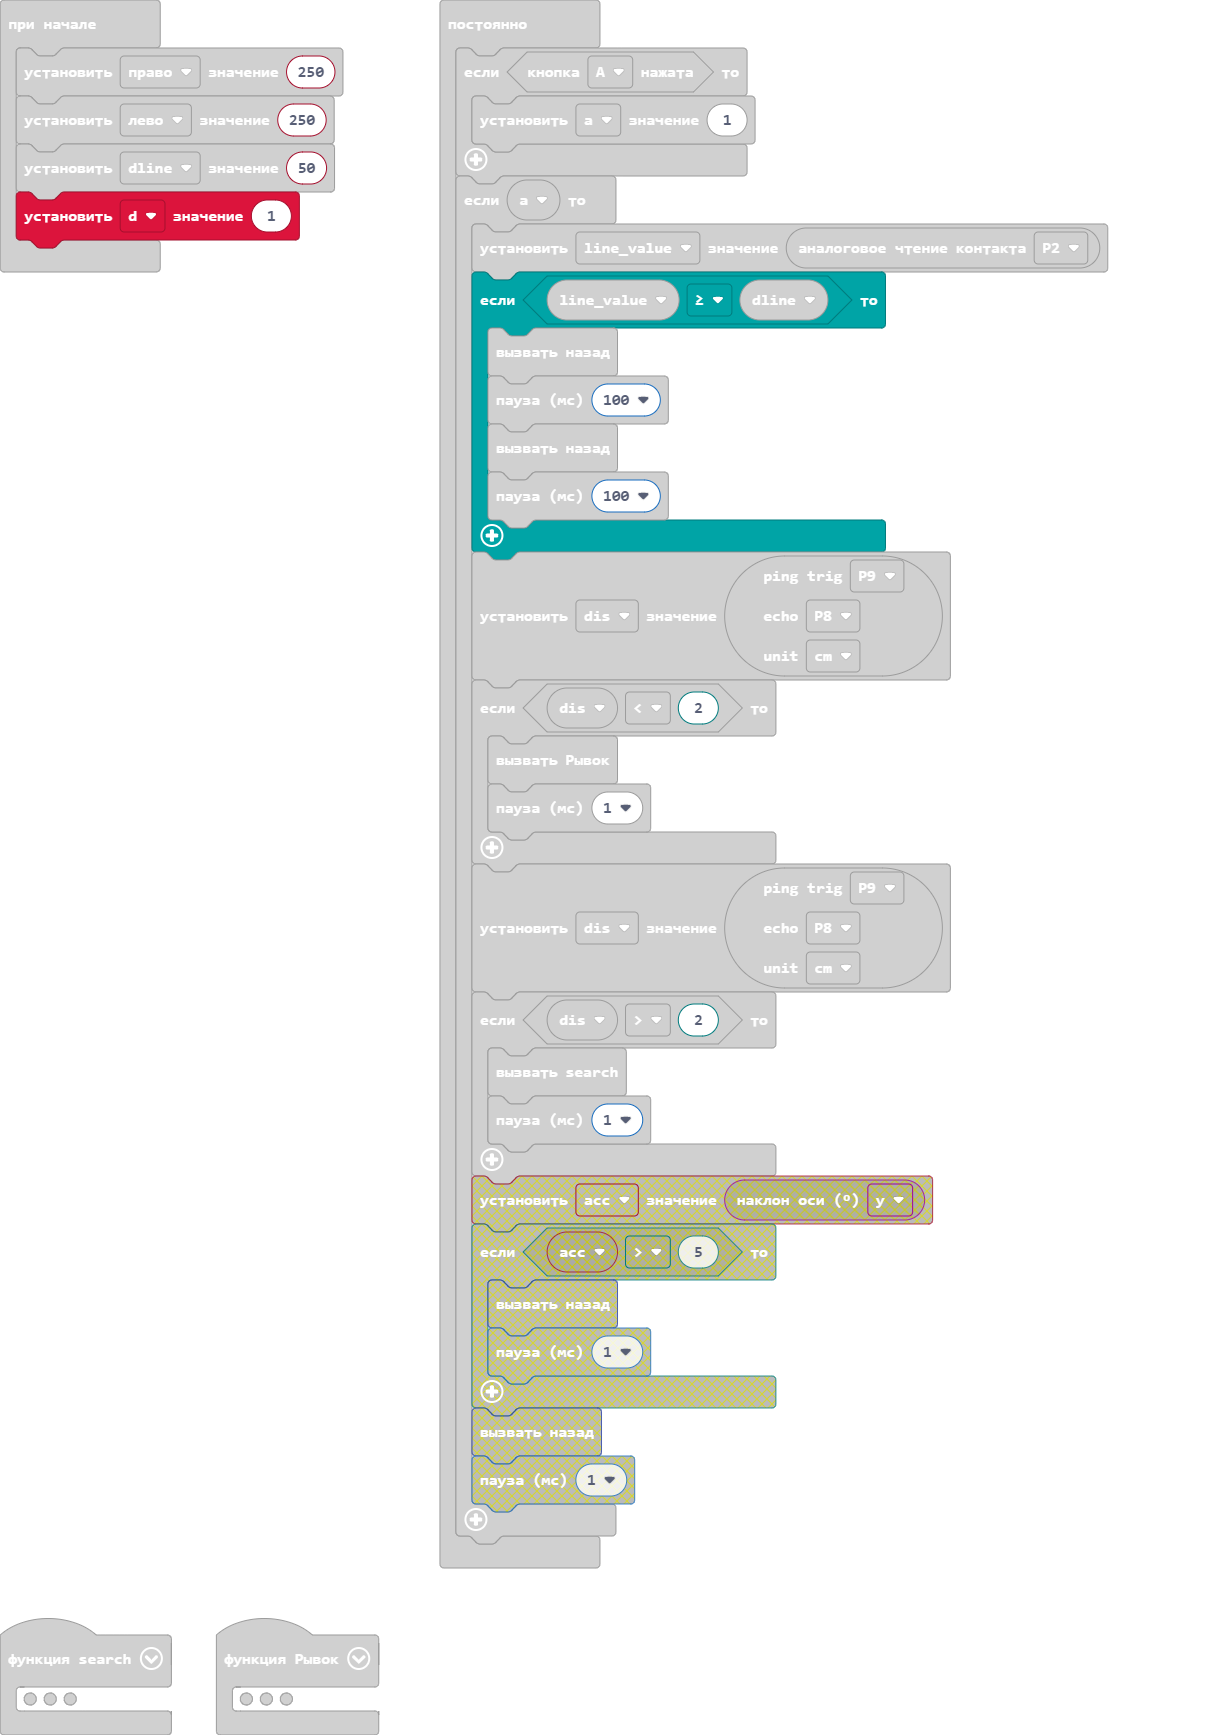 при начале
установить право значение 250
установить лево значение 250
установить dline значение 50
установить d значение 1
постоянно
если кнопка A нажата то
установить a значение 1
если a то
установить line_value значение аналоговое чтение контакта P2
если line_value ≥ dline то
вызвать назад
пауза (мс) 100
вызвать назад
пауза (мс) 100
ping trig P9
установить dis значение echo P8
unit cm
если dis < 2 то
вызвать Рывок
пауза (мс) 1
ping trig P9
установить dis значение echo P8
unit cm
если dis > 2 то
вызвать search
пауза (мс) 1
установить acc значение наклон оси (º) y
если acc > 5 то
вызвать назад
пауза (мс) 1
вызвать назад
пауза (мс) 1
функция search
функция Рывок